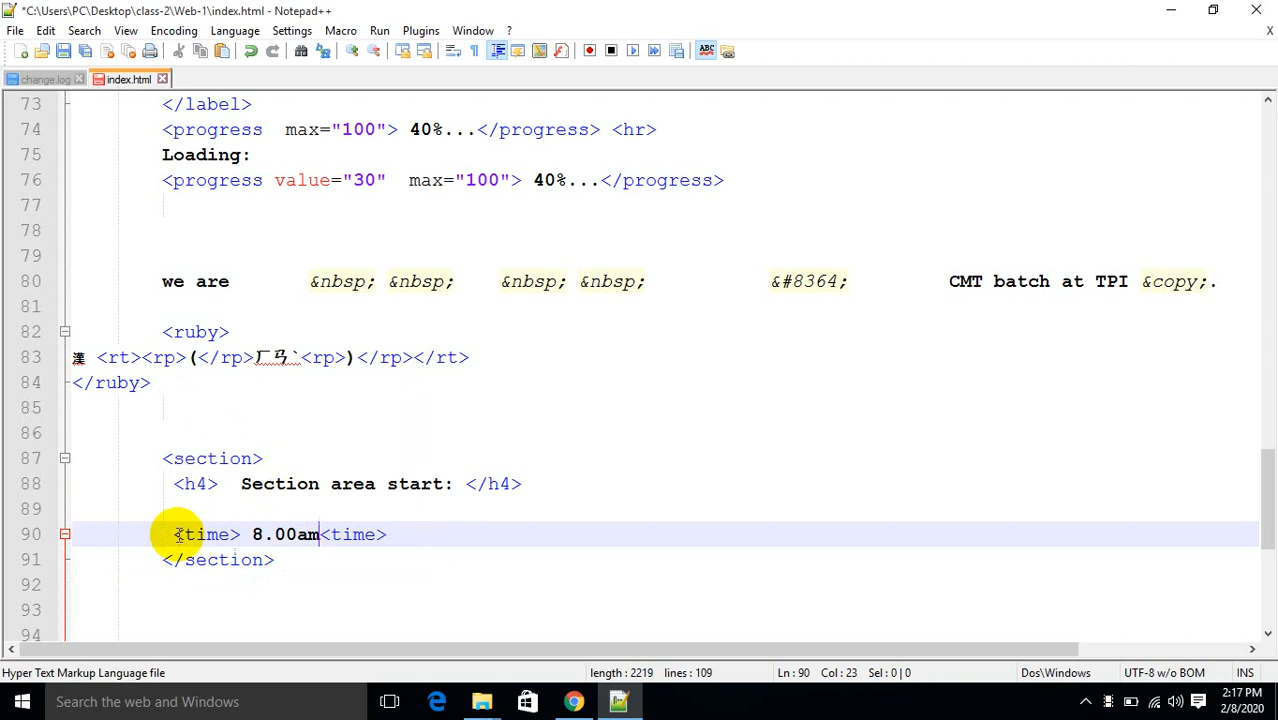 *C:\Users\PC\Desktop\class-2\Web-1\index.html - Notepad++
File Edit Search View Encoding Language Settings Macro Run Plugins Window ? X
change.log index.html
73 </label>
74 <progress max="100"> 40%...</progress> <hr>
75 Loading:
76 <progress value="30" max="100"> 40%...</progress>
77
78
79
80 we are &nbsp; &nbsp; &nbsp; &nbsp; &#8364; CMT batch at TPI &copy;.
81
82 <ruby>
83 漢 <rt><rp>(</rp>ㄏㄢˋ<rp>)</rp></rt>
84 </ruby>
85
86
87 <section>
88 <h4> Section area start: </h4>
89
90 <time> 8.00am<time>
91 </section>
92
93
94
Hyper Text Markup Language file length : 2219 lines : 109 Ln : 90 Col : 23 Sel : 0 | 0 Dos\Windows UTF-8 w/o BOM INS
Search the web and Windows
2:17 PM
2/8/2020